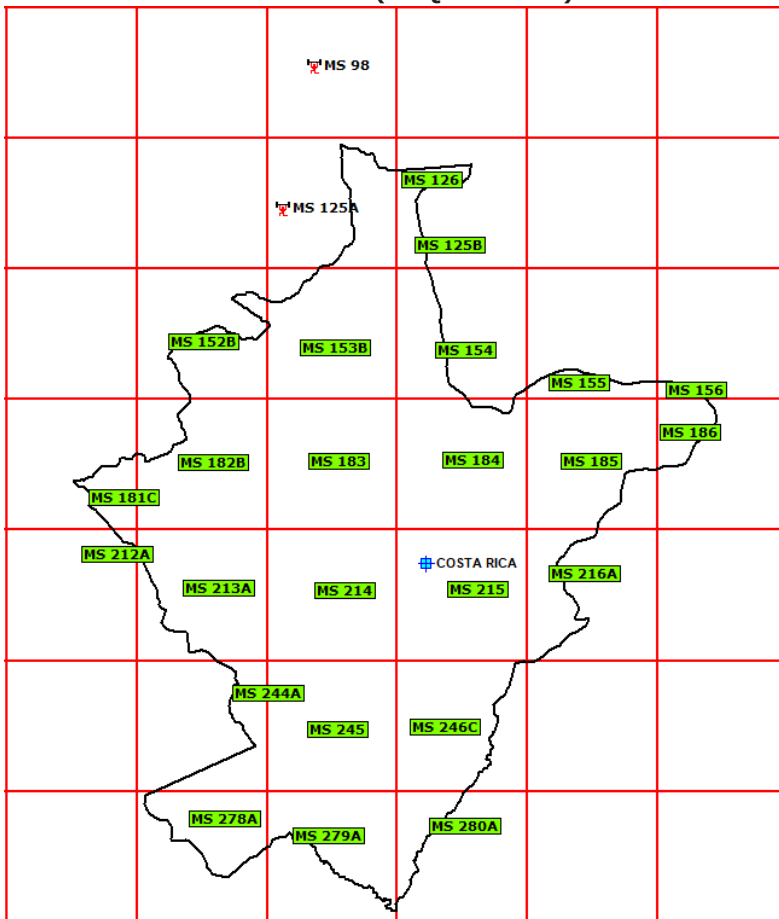 MS 98
MS 126
MS 125A
MS 125B
MS 152B
MS 153B
MS 154
MS 155
MS 156
MS 186
MS 182B
MS 183
MS 184
MS 185
MS 181C
MS 212A
COSTA RICA
MS 216A
MS 213A
MS 214
MS 215
MS 244A
MS 245
MS 246C
MS 278A
MS 279A
MS 280A